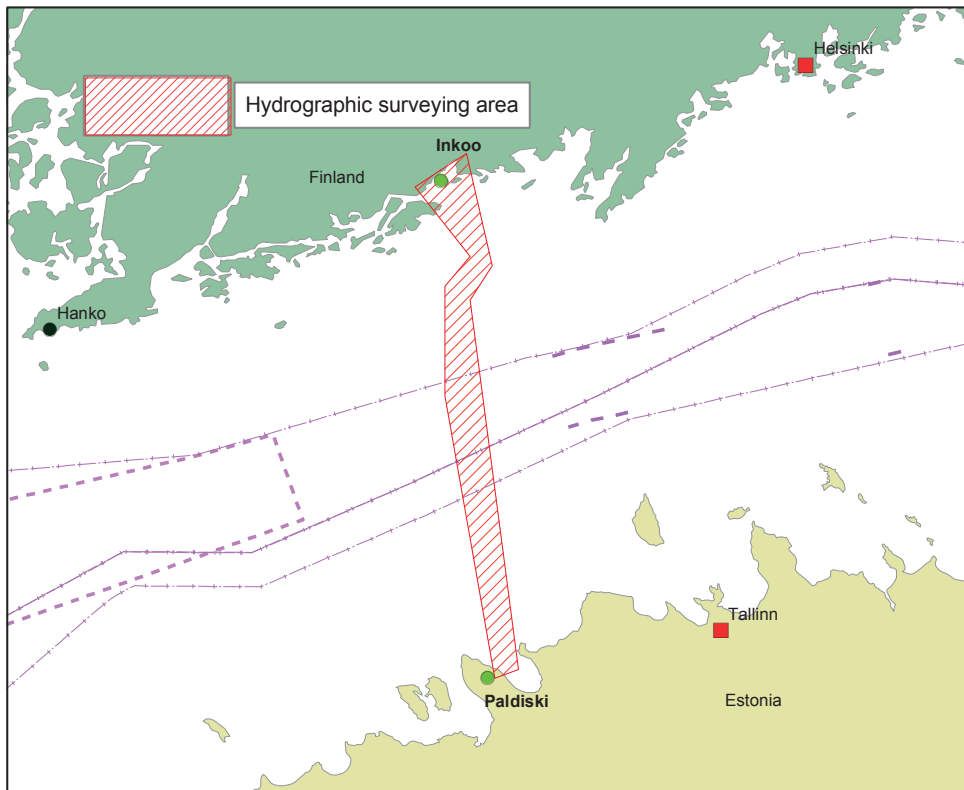 Helsinki
Hydrographic surveying area
Inkoo
Finland
Hanko
Tallinn
Paldiski
Estonia